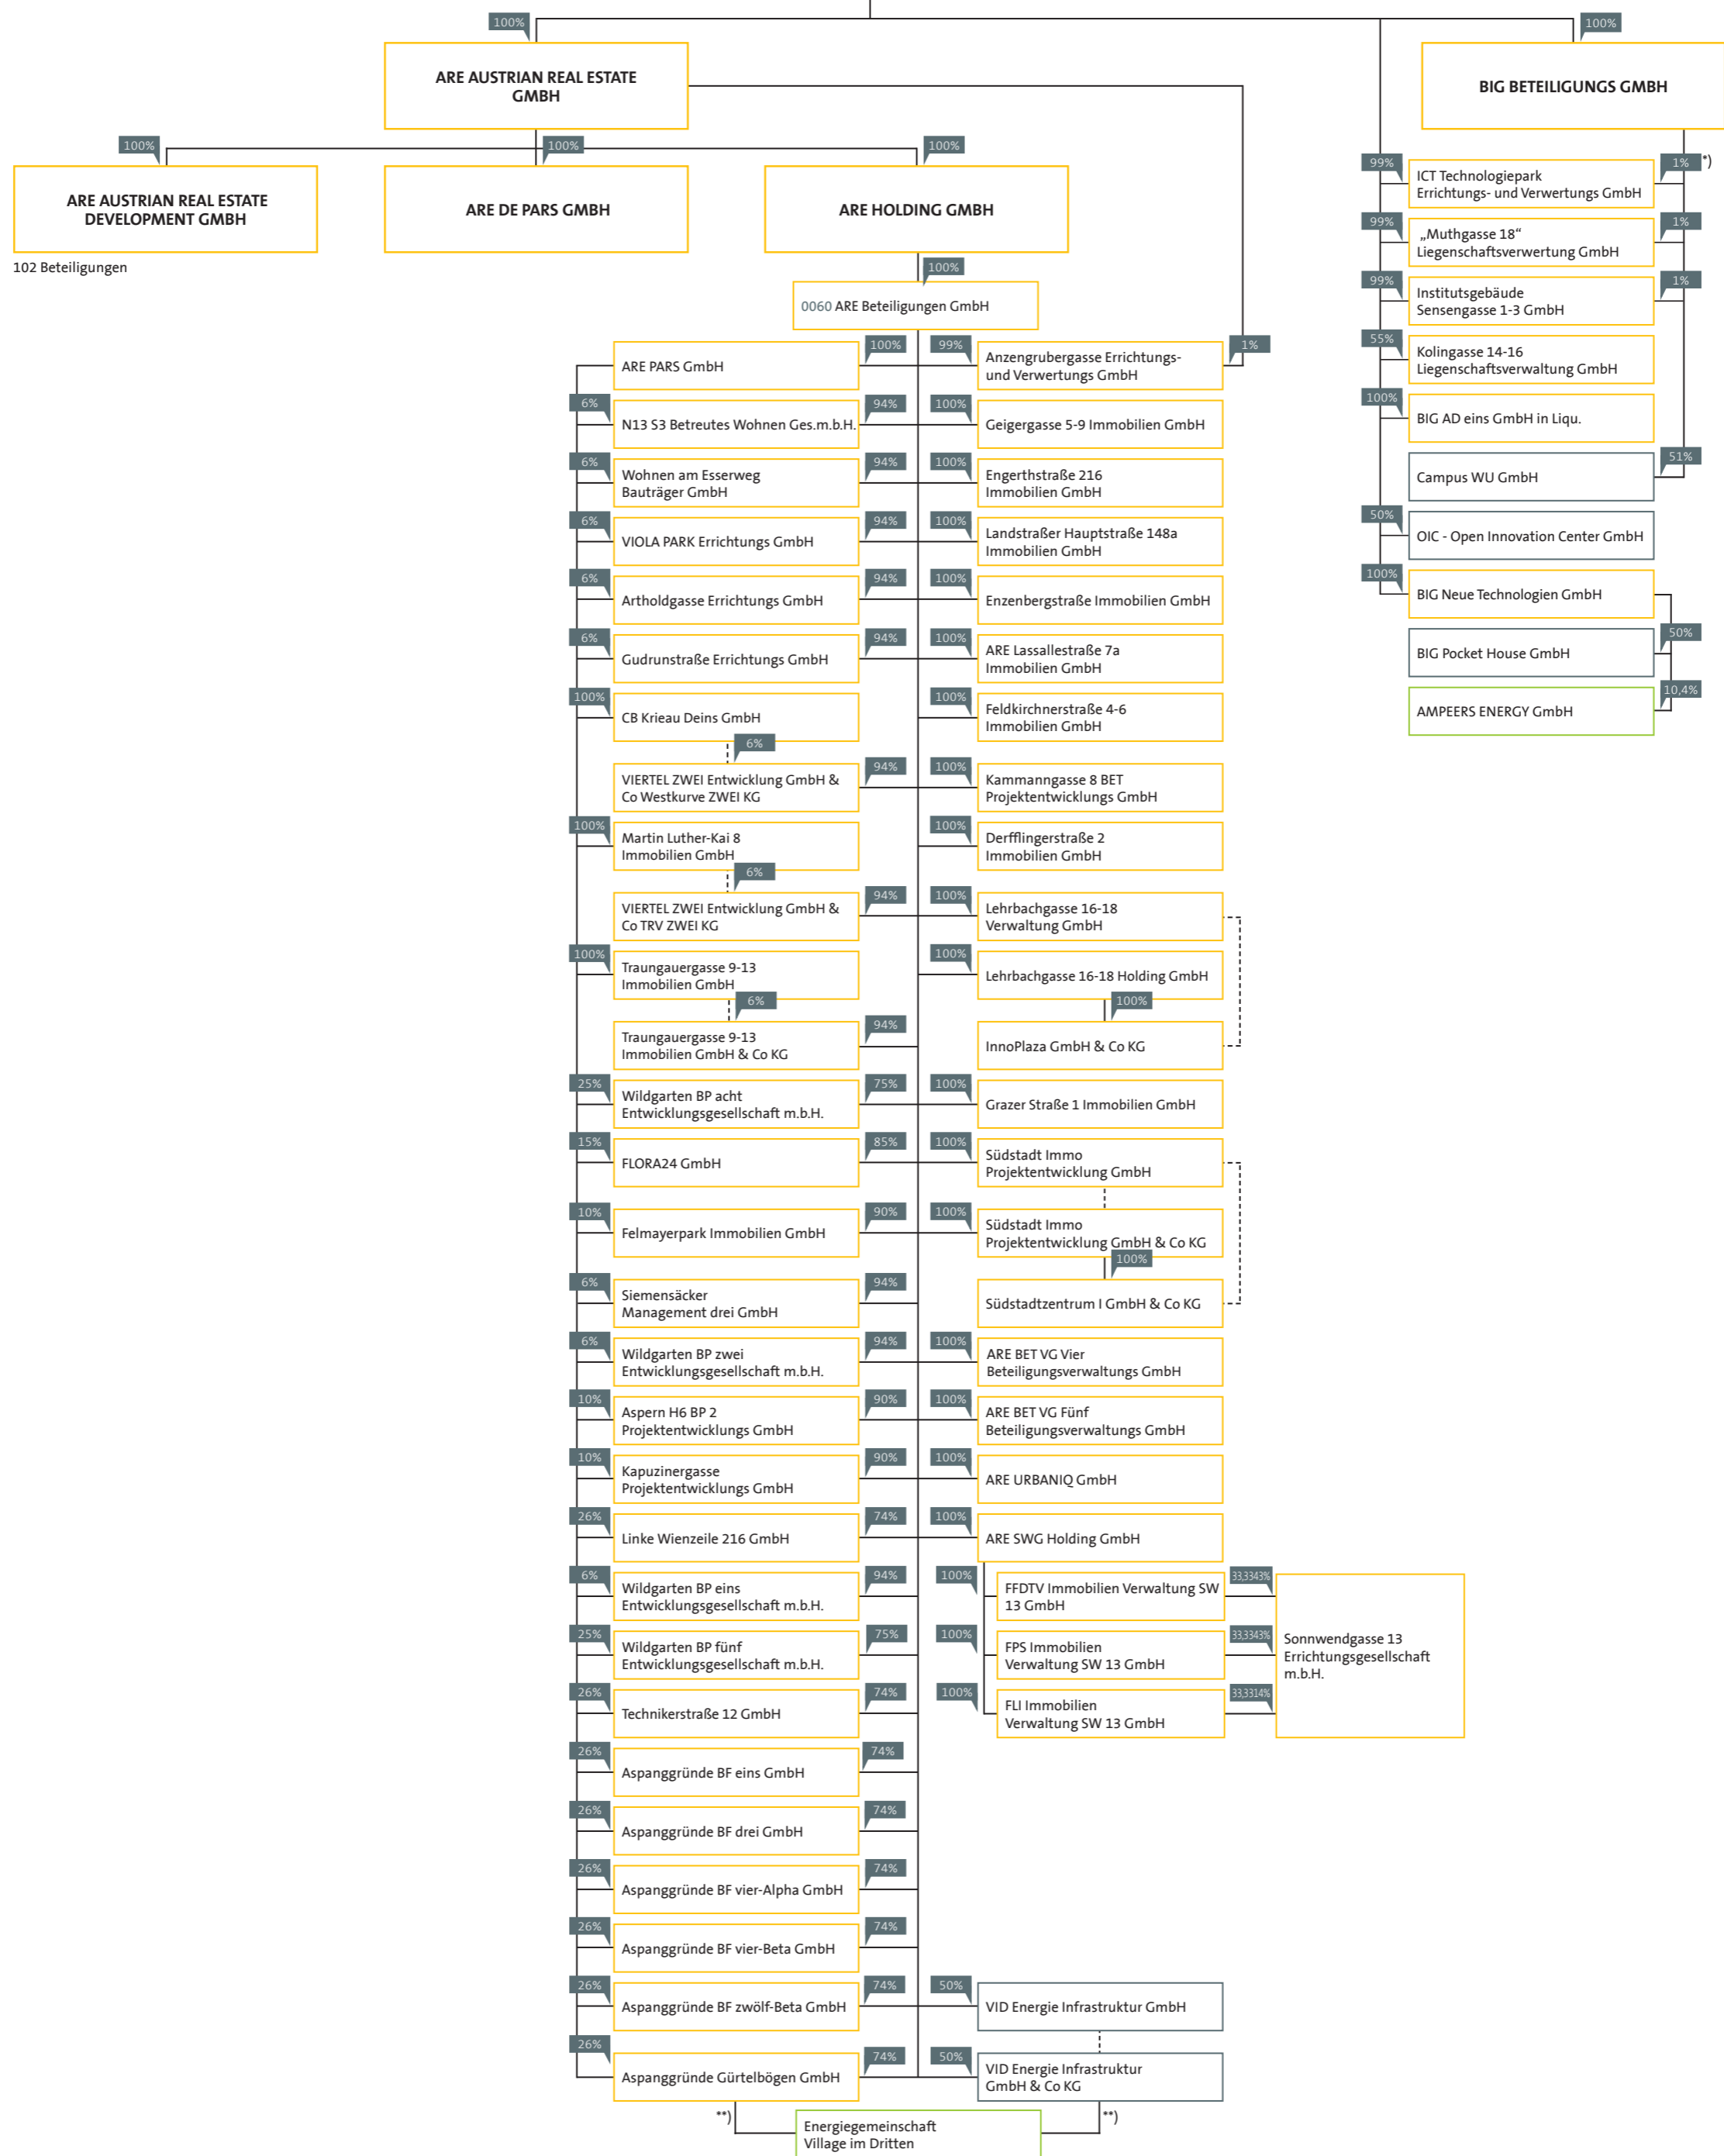 100%
100%
ARE AUSTRIAN REAL ESTATE
GMBH
BIG BETEILIGUNGS GMBH
100%
100%
100%
ARE AUSTRIAN REAL ESTATE
DEVELOPMENT GMBH
ARE DE PARS GMBH
ARE HOLDING GMBH
102 Beteiligungen
100%
0060 ARE Beteiligungen GmbH
ARE PARS GmbH
100%
99%
Anzengrubergasse Errichtungs-
und Verwertungs GmbH
1%
6%
N13 S3 Betreutes Wohnen Ges.m.b.H.
94%
100%
Geigergasse 5-9 Immobilien GmbH
6%
Wohnen am Esserweg
Bauträger GmbH
94%
100%
Engerthstraße 216
Immobilien GmbH
6%
VIOLA PARK Errichtungs GmbH
94%
100%
Landstraßer Hauptstraße 148a
Immobilien GmbH
6%
Artholdgasse Errichtungs GmbH
94%
100%
Enzenbergstraße Immobilien GmbH
6%
Gudrunstraße Errichtungs GmbH
94%
100%
ARE Lassallestraße 7a
Immobilien GmbH
100%
CB Krieau Deins GmbH
100%
Feldkirchnerstraße 4-6
Immobilien GmbH
6%
VIERTEL ZWEI Entwicklung GmbH &
Co Westkurve ZWEI KG
94%
100%
Kammanngasse 8 BET
Projektentwicklungs GmbH
100%
Martin Luther-Kai 8
Immobilien GmbH
100%
Derfflingerstraße 2
Immobilien GmbH
6%
VIERTEL ZWEI Entwicklung GmbH &
Co TRV ZWEI KG
94%
100%
Lehrbachgasse 16-18
Verwaltung GmbH
100%
Traungauergasse 9-13
Immobilien GmbH
100%
Lehrbachgasse 16-18 Holding GmbH
6%
100%
Traungauergasse 9-13
Immobilien GmbH & Co KG
94%
InnoPlaza GmbH & Co KG
25%
Wildgarten BP acht
Entwicklungsgesellschaft m.b.H.
75%
100%
Grazer Straße 1 Immobilien GmbH
15%
FLORA24 GmbH
85%
100%
Südstadt Immo
Projektentwicklung GmbH
10%
Felmayerpark Immobilien GmbH
90%
100%
Südstadt Immo
Projektentwicklung GmbH & Co KG
100%
6%
Siemensäcker
Management drei GmbH
94%
Südstadtzentrum I GmbH & Co KG
6%
Wildgarten BP zwei
Entwicklungsgesellschaft m.b.H.
94%
100%
ARE BET VG Vier
Beteiligungsverwaltungs GmbH
10%
Aspern H6 BP 2
Projektentwicklungs GmbH
90%
100%
ARE BET VG Fünf
Beteiligungsverwaltungs GmbH
10%
Kapuzinergasse
Projektentwicklungs GmbH
90%
100%
ARE URBANIQ GmbH
26%
Linke Wienzeile 216 GmbH
74%
100%
ARE SWG Holding GmbH
6%
Wildgarten BP eins
Entwicklungsgesellschaft m.b.H.
94%
100%
FFDTV Immobilien Verwaltung SW
13 GmbH
33,3343%
25%
Wildgarten BP fünf
Entwicklungsgesellschaft m.b.H.
75%
100%
FPS Immobilien
Verwaltung SW 13 GmbH
33,3343%
Sonnwendgasse 13
Errichtungsgesellschaft
m.b.H.
26%
Technikerstraße 12 GmbH
74%
100%
FLI Immobilien
Verwaltung SW 13 GmbH
33,3314%
26%
Aspanggründe BF eins GmbH
74%
26%
Aspanggründe BF drei GmbH
74%
26%
Aspanggründe BF vier-Alpha GmbH
74%
26%
Aspanggründe BF vier-Beta GmbH
74%
26%
Aspanggründe BF zwölf-Beta GmbH
74%
50%
VID Energie Infrastruktur GmbH
26%
Aspanggründe Gürtelbögen GmbH
74%
50%
VID Energie Infrastruktur
GmbH & Co KG
**)
Energiegemeinschaft
Village im Dritten
**)
99%
ICT Technologiepark
Errichtungs- und Verwertungs GmbH
1%
*)
99%
„Muthgasse 18“
Liegenschaftsverwertung GmbH
1%
99%
Institutsgebäude
Sensengasse 1-3 GmbH
1%
55%
Kolingasse 14-16
Liegenschaftsverwaltung GmbH
100%
BIG AD eins GmbH in Liqu.
Campus WU GmbH
51%
50%
OIC - Open Innovation Center GmbH
100%
BIG Neue Technologien GmbH
BIG Pocket House GmbH
50%
AMPEERS ENERGY GmbH
10,4%